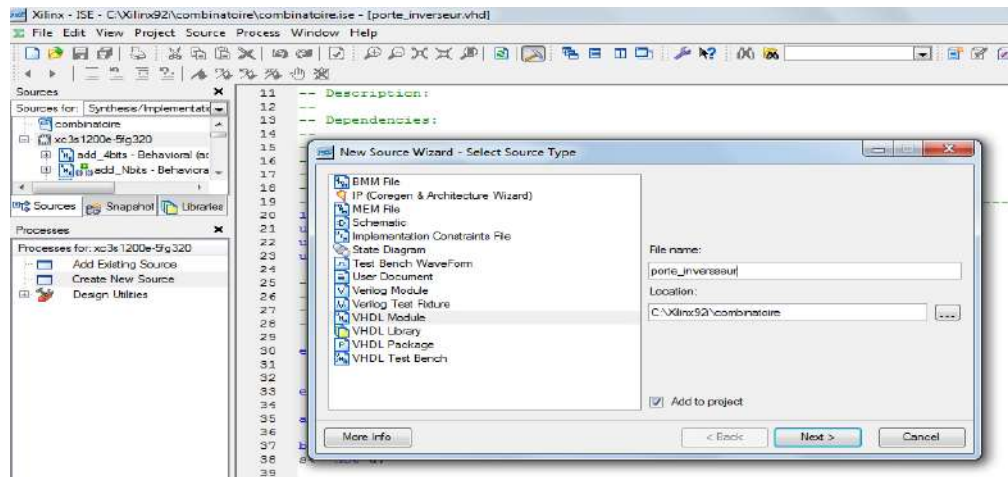 Xilinx - ISE - C:\Xilinx92i\combinatoire\combinatoire.ise - [porte_inverseur.vhd]
File Edit View Project Source Process Window Help
Sources
Sources for: Synthesis/Implementati
combinatoire
xc3s1200e-5fg320
add_4bits - Behavioral (ac
add_Nbits - Behaviora
Sources Snapshot Libraries
Processes
Processes for: xc3s1200e-5fg320
Add Existing Source
Create New Source
Design Utilities
11 -- Description:
12 --
13 -- Dependencies:
14 --
15
16
17
18
19
20
21
22
23
24
25
26
27
28
29
30
31
32
33
34
35
36
37
38
39
New Source Wizard - Select Source Type
BMM File
IP (Coregen & Architecture Wizard)
MEM File
Schematic
Implementation Constraints File
State Diagram
Test Bench WaveForm
User Document
Verilog Module
Verilog Test Fixture
VHDL Module
VHDL Library
VHDL Package
VHDL Test Bench
File name:
porte_inverseeur
Location:
C:\Xilinx92i\combinatoire
...
Add to project
More Info
< Back
Next >
Cancel